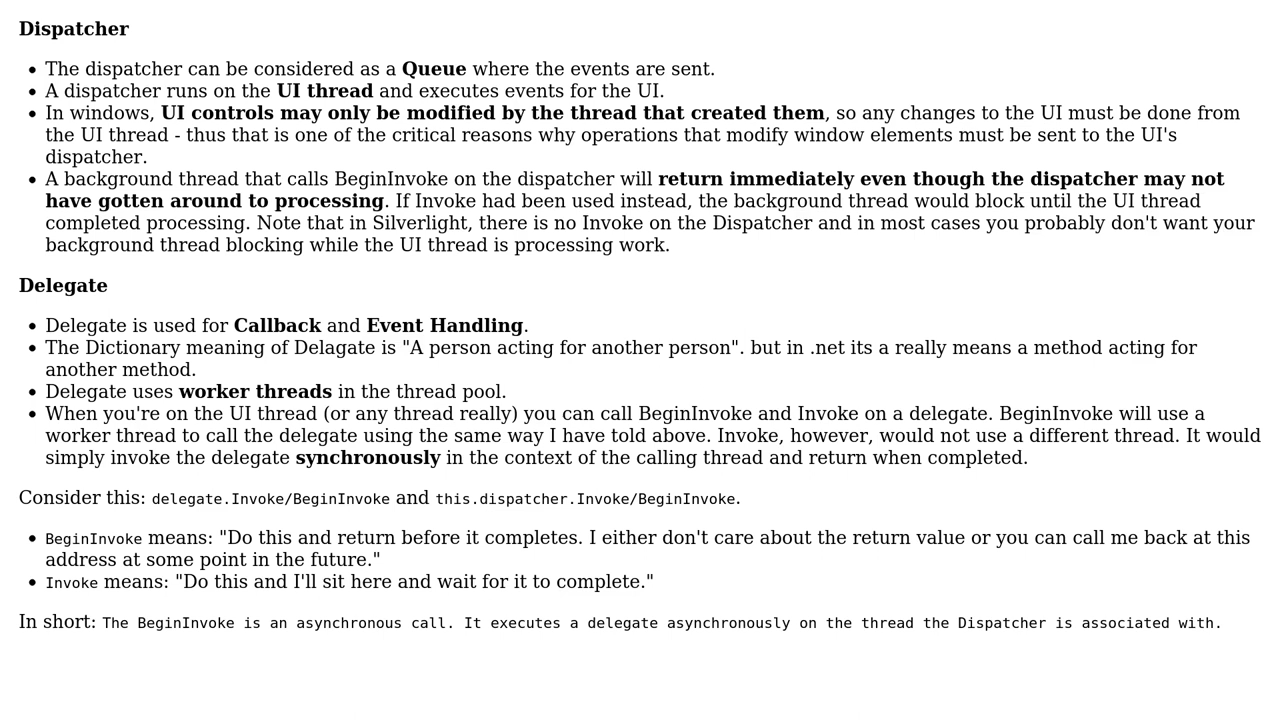 Dispatcher
• The dispatcher can be considered as a Queue where the events are sent.
• A dispatcher runs on the UI thread and executes events for the UI.
• In windows, UI controls may only be modified by the thread that created them, so any changes to the UI must be done from
the UI thread - thus that is one of the critical reasons why operations that modify window elements must be sent to the UI's
dispatcher.
• A background thread that calls BeginInvoke on the dispatcher will return immediately even though the dispatcher may not
have gotten around to processing. If Invoke had been used instead, the background thread would block until the UI thread
completed processing. Note that in Silverlight, there is no Invoke on the Dispatcher and in most cases you probably don't want your
background thread blocking while the UI thread is processing work.
Delegate
• Delegate is used for Callback and Event Handling.
• The Dictionary meaning of Delagate is "A person acting for another person". but in .net its a really means a method acting for
another method.
• Delegate uses worker threads in the thread pool.
• When you're on the UI thread (or any thread really) you can call BeginInvoke and Invoke on a delegate. BeginInvoke will use a
worker thread to call the delegate using the same way I have told above. Invoke, however, would not use a different thread. It would
simply invoke the delegate synchronously in the context of the calling thread and return when completed.
Consider this: delegate.Invoke/BeginInvoke and this.dispatcher.Invoke/BeginInvoke.
• BeginInvoke means: "Do this and return before it completes. I either don't care about the return value or you can call me back at this
address at some point in the future."
• Invoke means: "Do this and I'll sit here and wait for it to complete."
In short: The BeginInvoke is an asynchronous call. It executes a delegate asynchronously on the thread the Dispatcher is associated with.